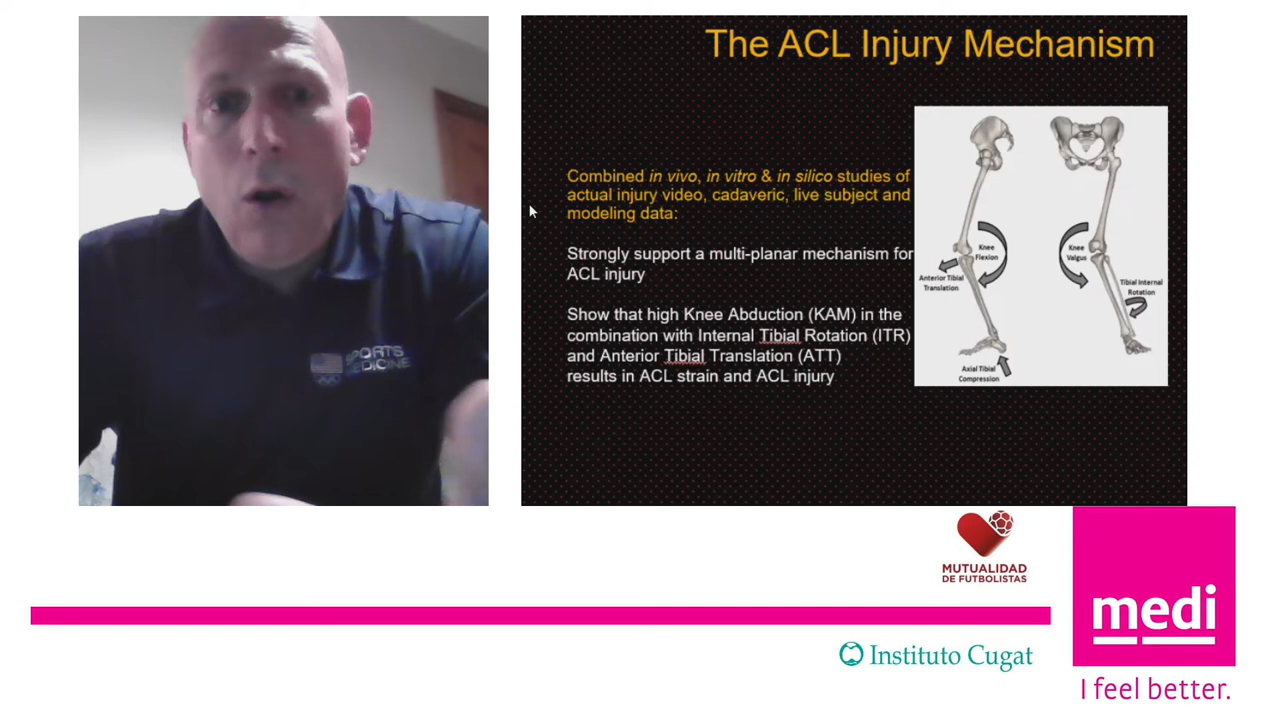 The ACL Injury Mechanism
Combined in vivo, in vitro & in silico studies of
actual injury video, cadaveric, live subject and
modeling data:
Strongly support a multi-planar mechanism for
ACL injury
Show that high Knee Abduction (KAM) in the
combination with Internal Tibial Rotation (ITR)
and Anterior Tibial Translation (ATT)
results in ACL strain and ACL injury
Knee
Flexion
Anterior Tibial
Translation
Axial Tibial
Compression
Knee
Valgus
Tibial Internal
Rotation
SPORTS
MEDICINE
MUTUALIDAD
DE FUTBOLISTAS
medi
Instituto Cugat
I feel better.